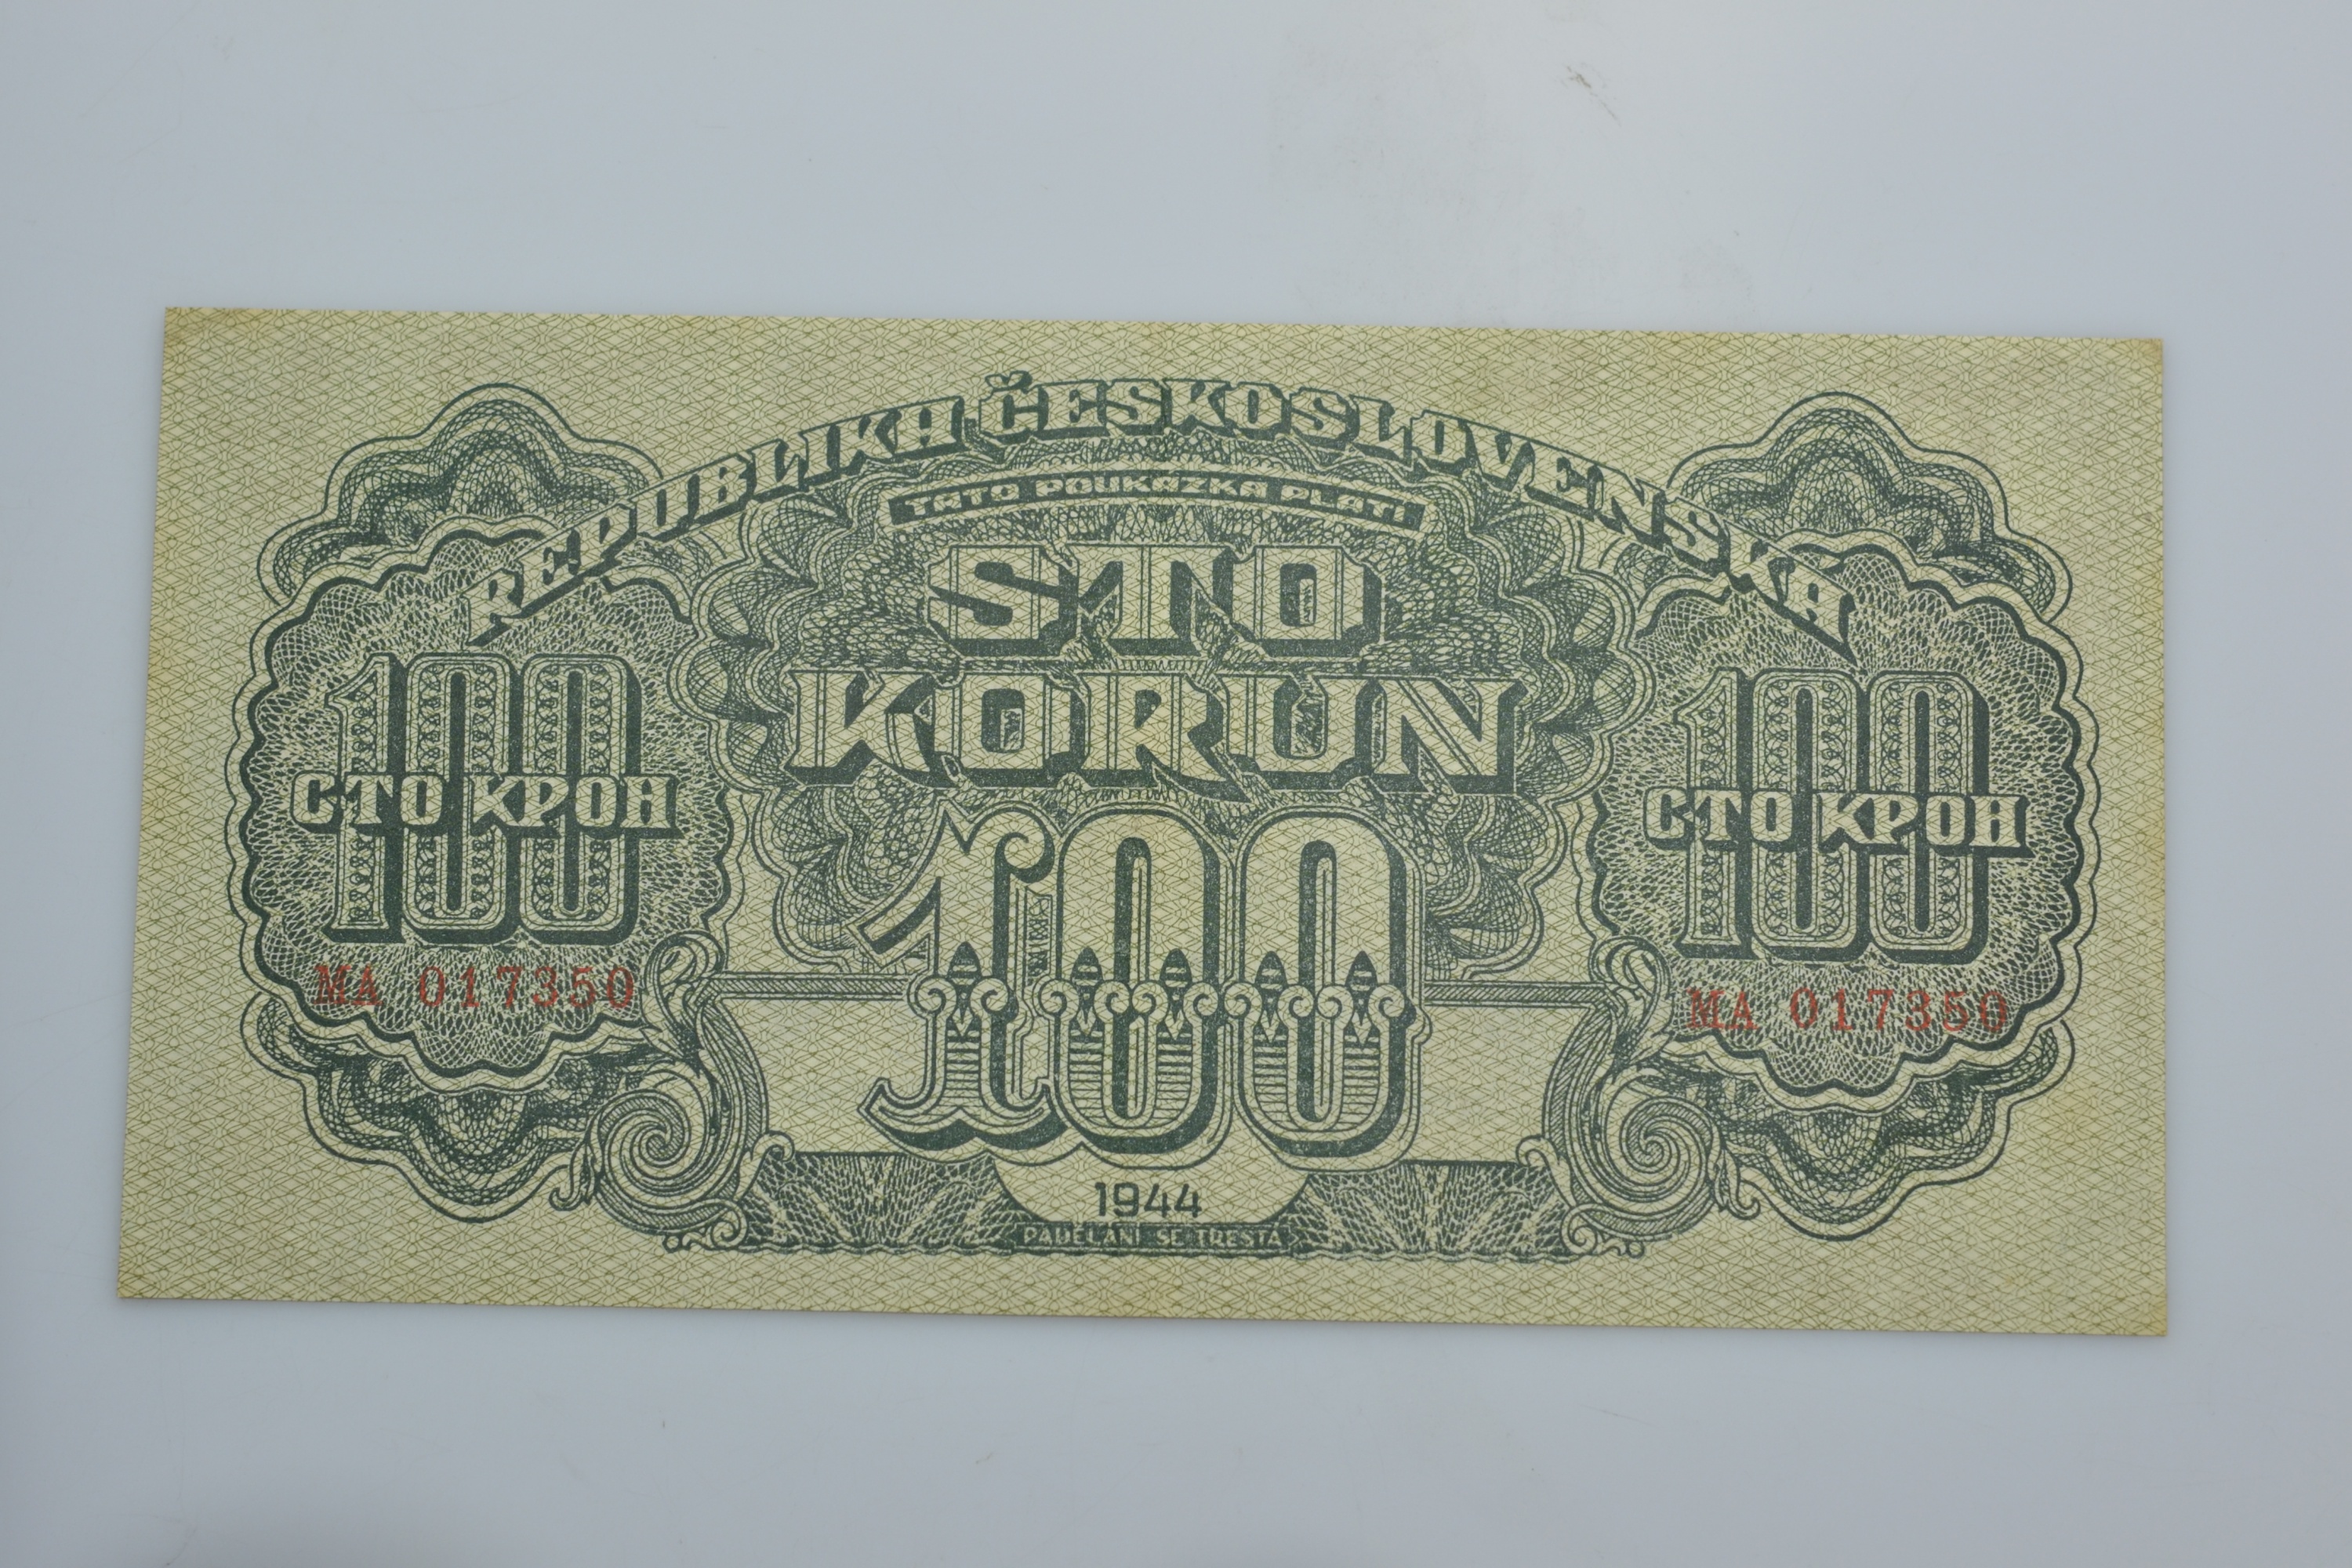 REPUBLIKA ČESKOSLOVENSKÁ
TATO POUKÁZKA PLATÍ
STO
KORUN
100
СТО КРОН
MA 017350
100
100
СТО КРОН
MA 017350
1944
PADĚLÁNÍ SE TRESTÁ